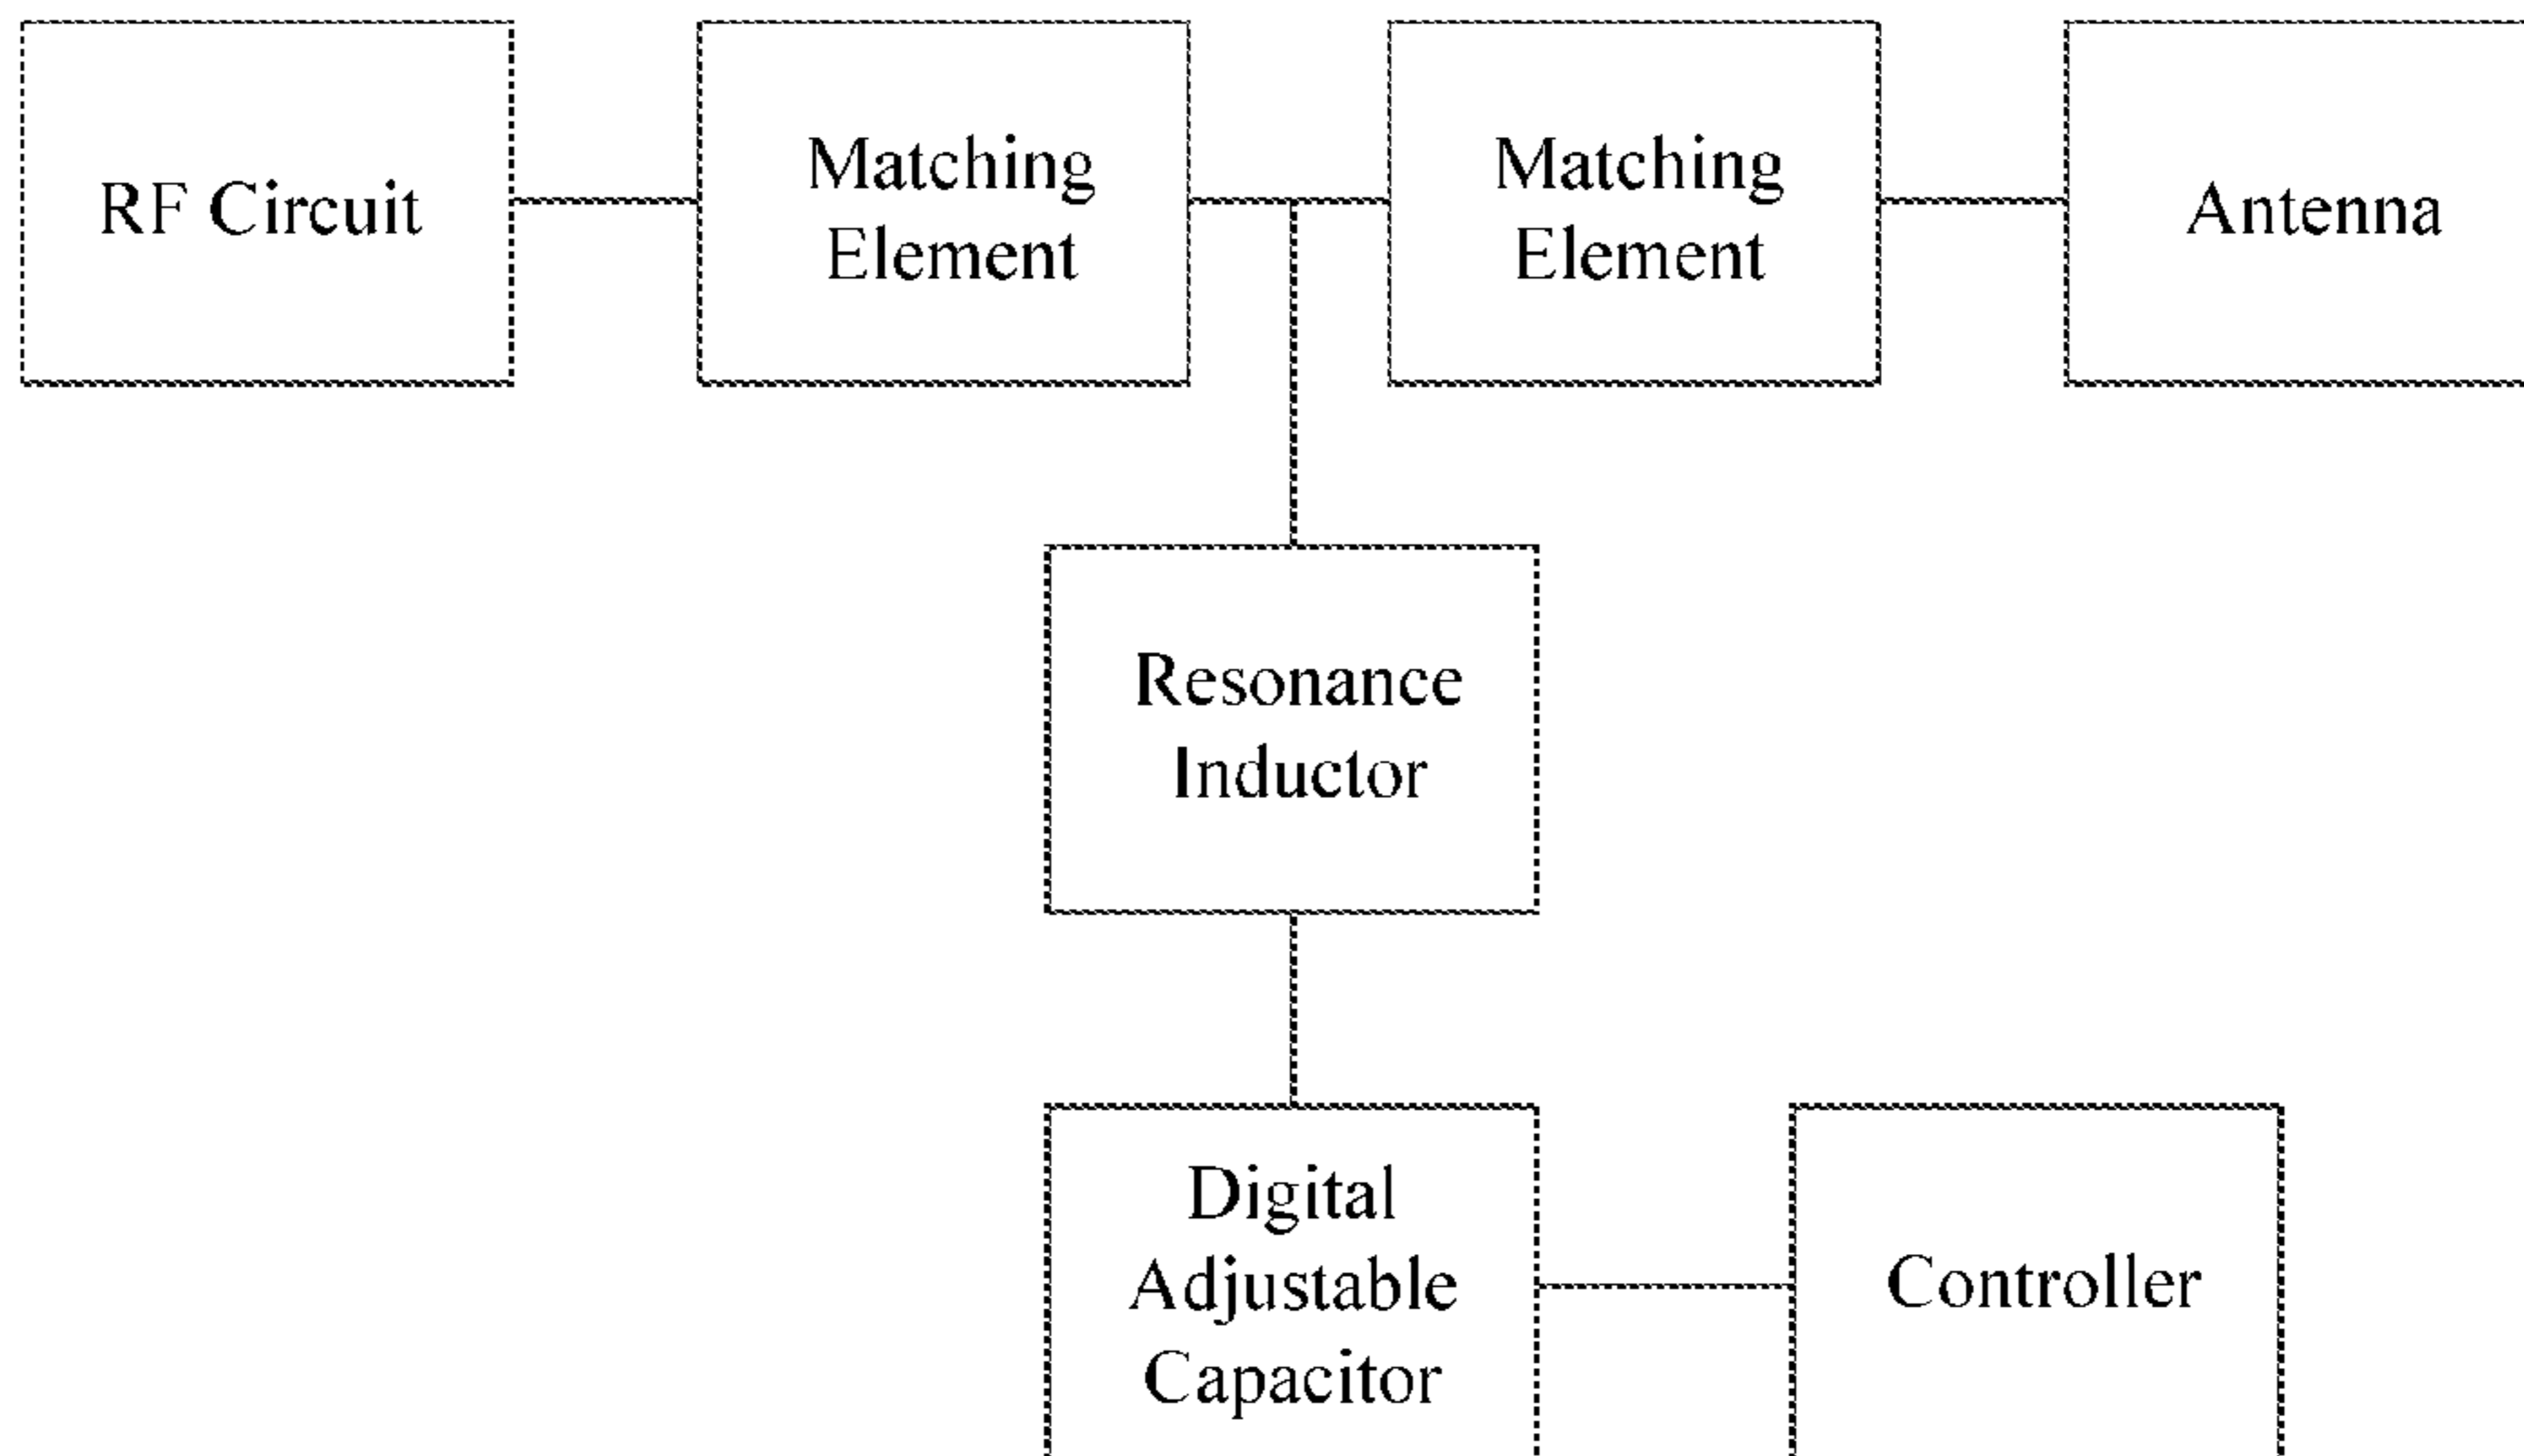 RF Circuit
Matching
Element
Matching
Element
Antenna
Resonance
Inductor
Digital
Adjustable
Capacitor
Controller